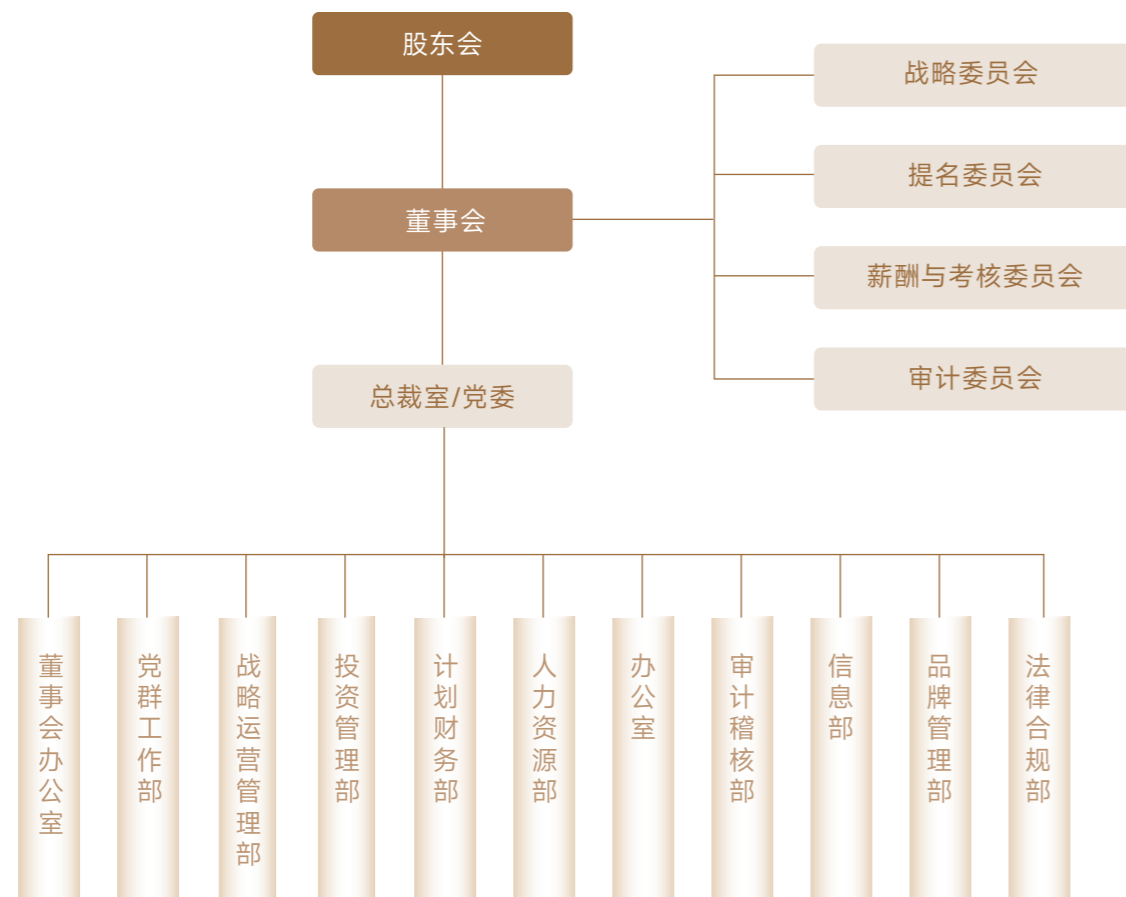 股东会
战略委员会
提名委员会
董事会
薪酬与考核委员会
审计委员会
总裁室/党委
董事会办公室
党群工作部
战略运营管理部
投资管理部
计划财务部
人力资源部
办公室
审计稽核部
信息部
品牌管理部
法律合规部